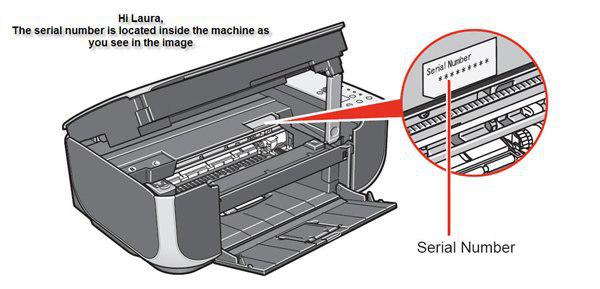 Hi Laura,
The serial number is located inside the machine as
you see in the image
Serial Number
*********
Serial Number